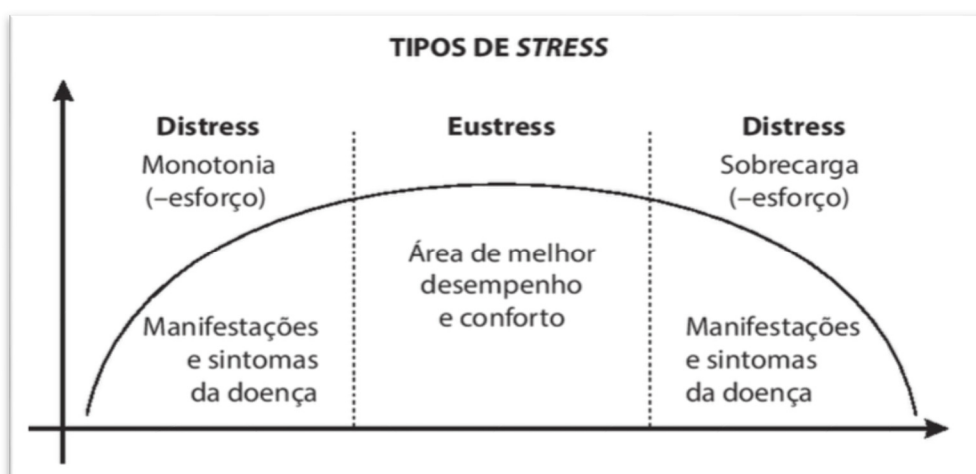 TIPOS DE STRESS
Distress
Monotonia
(–esforço)
Manifestações
e sintomas
da doença
Eustress
Área de melhor
desempenho
e conforto
Distress
Sobrecarga
(–esforço)
Manifestações
e sintomas
da doença